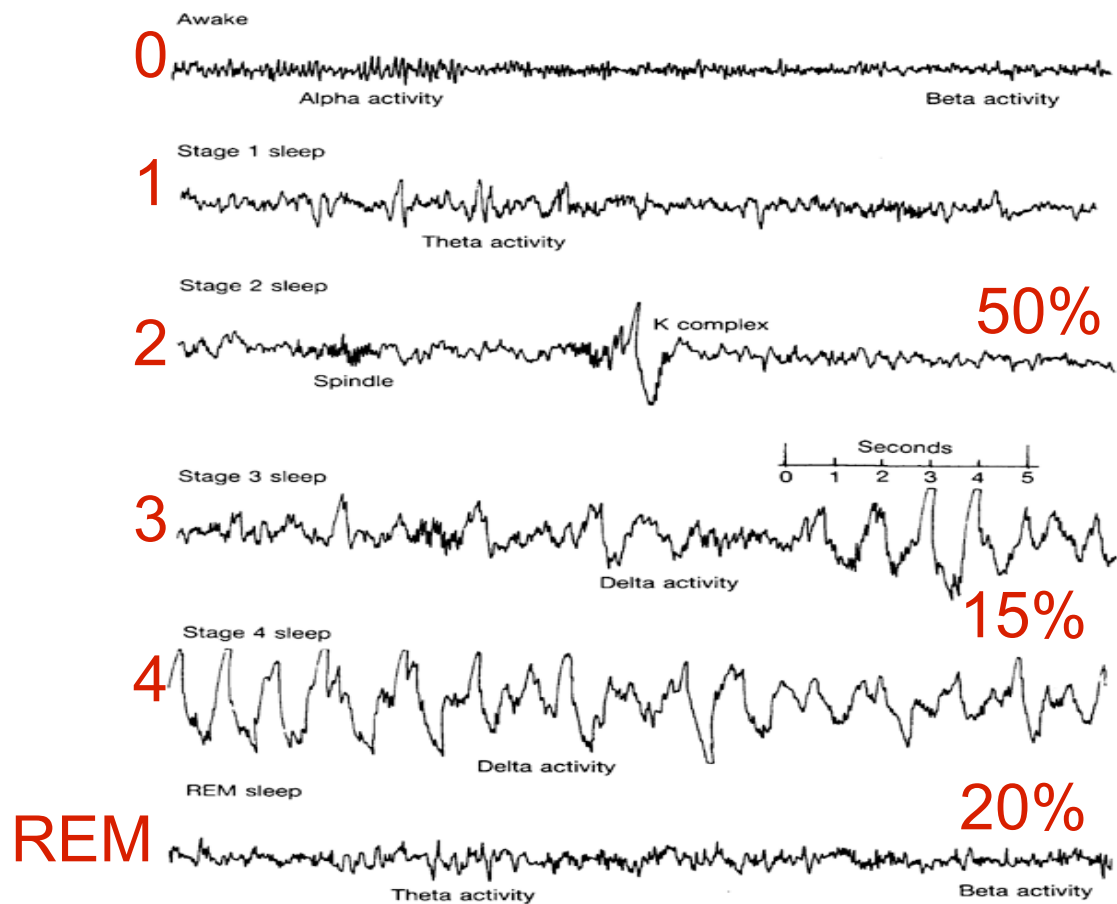 Awake
0
Alpha activity
Beta activity
Stage 1 sleep
1
Theta activity
Stage 2 sleep
50%
2
K complex
Spindle
Seconds
0 1 2 3 4 5
Stage 3 sleep
3
Delta activity
15%
Stage 4 sleep
4
Delta activity
REM sleep
20%
REM
Theta activity
Beta activity